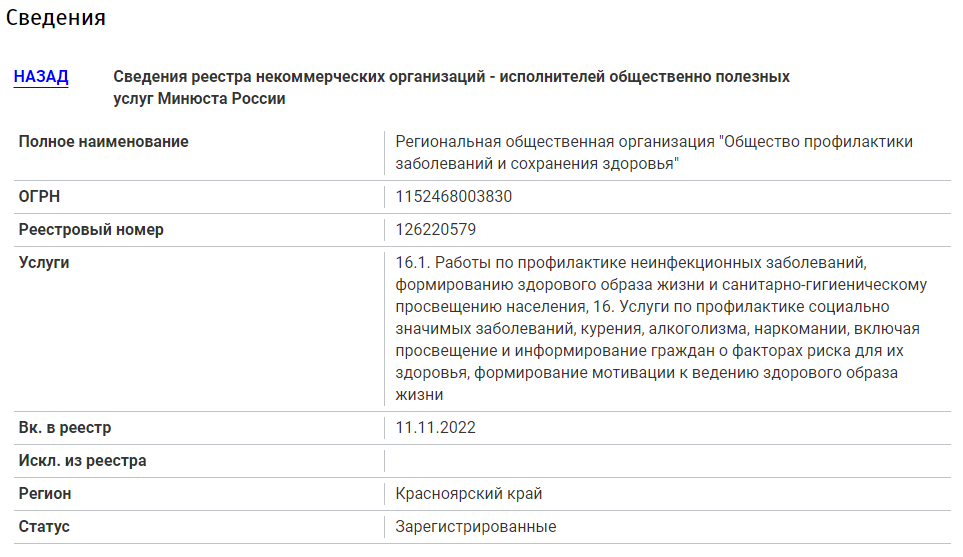 Сведения
НАЗАД
Сведения реестра некоммерческих организаций - исполнителей общественно полезных
услуг Минюста России
Полное наименование
Региональная общественная организация "Общество профилактики
заболеваний и сохранения здоровья"
ОГРН
1152468003830
Реестровый номер
126220579
Услуги
16.1. Работы по профилактике неинфекционных заболеваний,
формированию здорового образа жизни и санитарно-гигиеническому
просвещению населения, 16. Услуги по профилактике социально
значимых заболеваний, курения, алкоголизма, наркомании, включая
просвещение и информирование граждан о факторах риска для их
здоровья, формирование мотивации к ведению здорового образа
жизни
Вк. в реестр
11.11.2022
Искл. из реестра
Регион
Красноярский край
Статус
Зарегистрированные